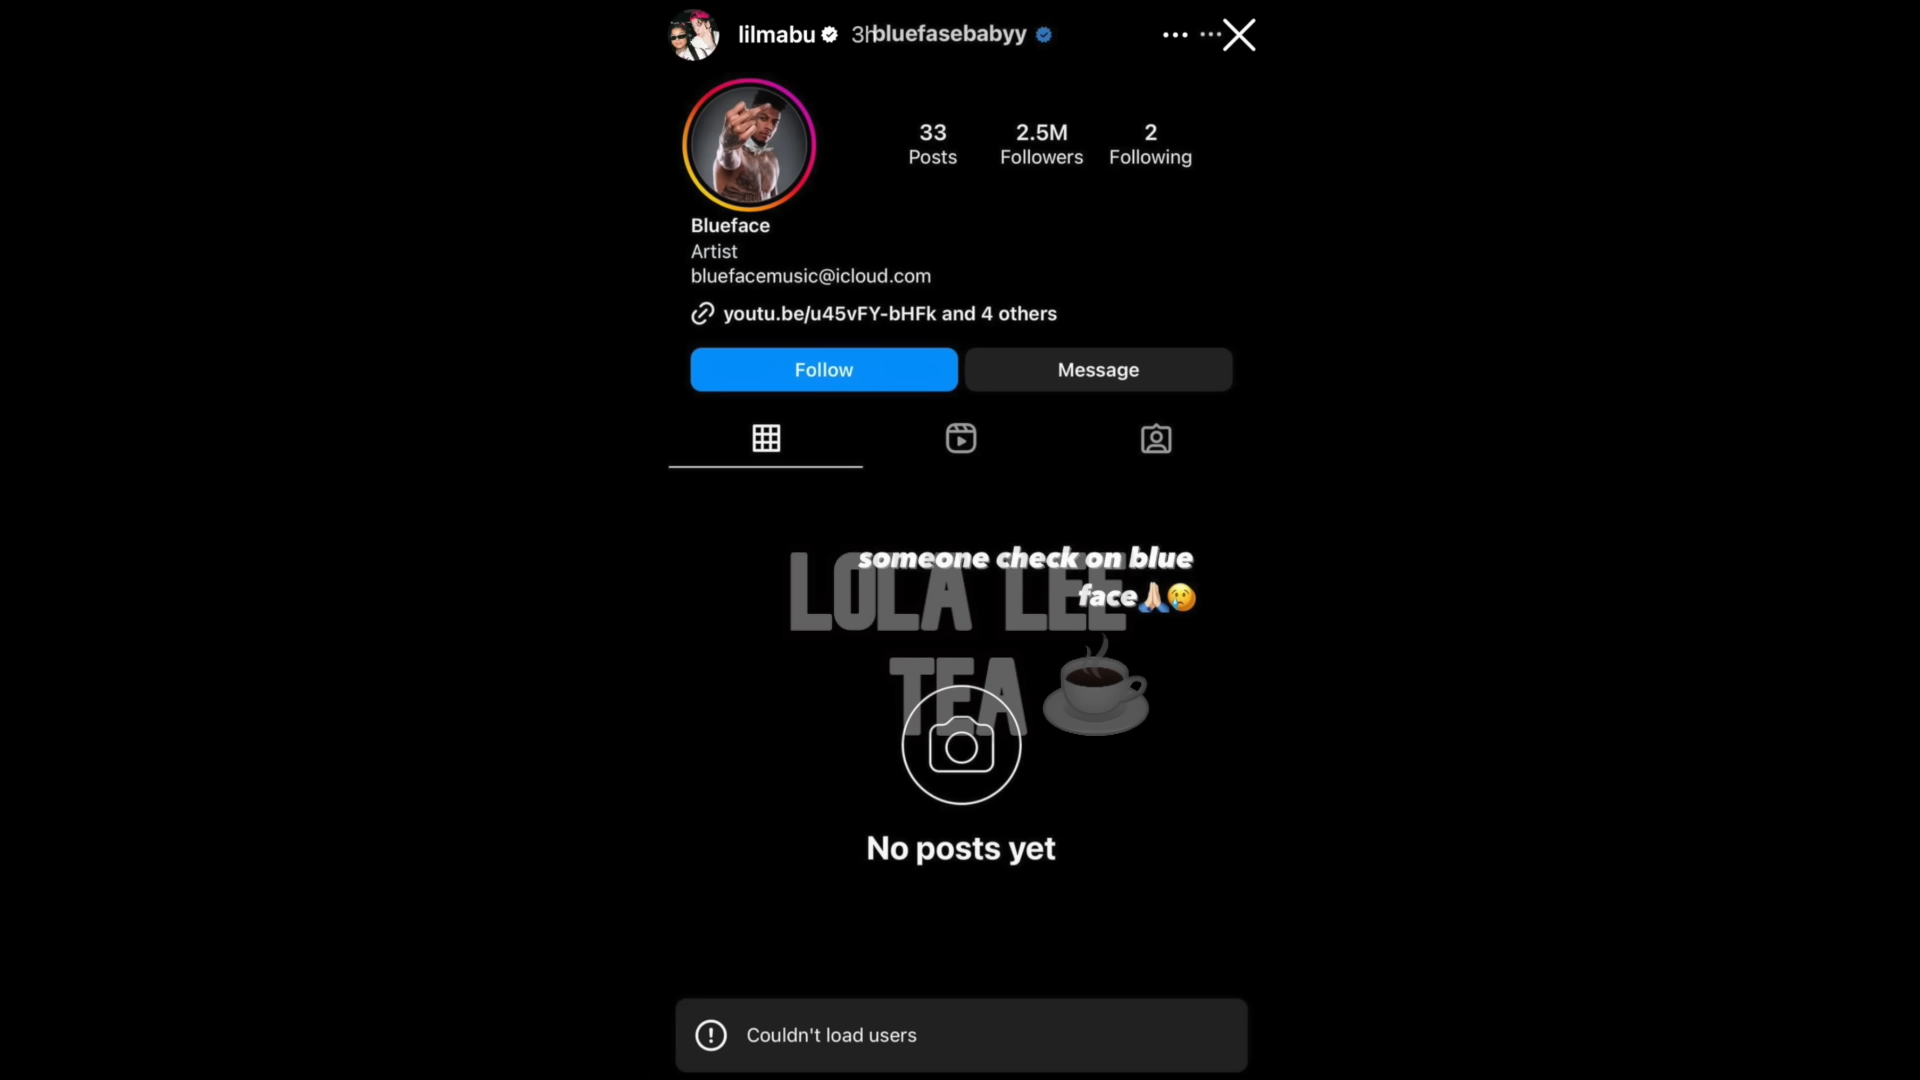 lilmabu 3h bluefasebabyy
33 2.5M 2
Posts Followers Following
Blueface
Artist
bluefacemusic@icloud.com
youtu.be/u45vFY-bHFk and 4 others
Follow Message
someone check on blue
face🙏🏻😢
LOLA LEE
TEA
No posts yet
Couldn't load users